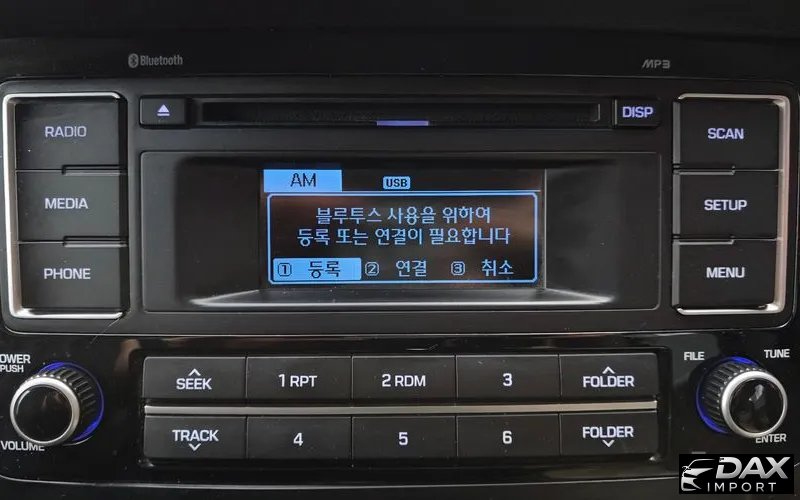 Bluetooth
MP3
RADIO
DISP
SCAN
AM
USB
블루투스 사용을 위하여
MEDIA
SETUP
등록 또는 연결이 필요합니다
PHONE
1 등록 2 연결 3 취소
MENU
POWER
PUSH
SEEK
1 RPT
2 RDM
3
FOLDER
FILE
TUNE
VOLUME
TRACK
4
5
6
FOLDER
ENTER
DAX
IMPORT